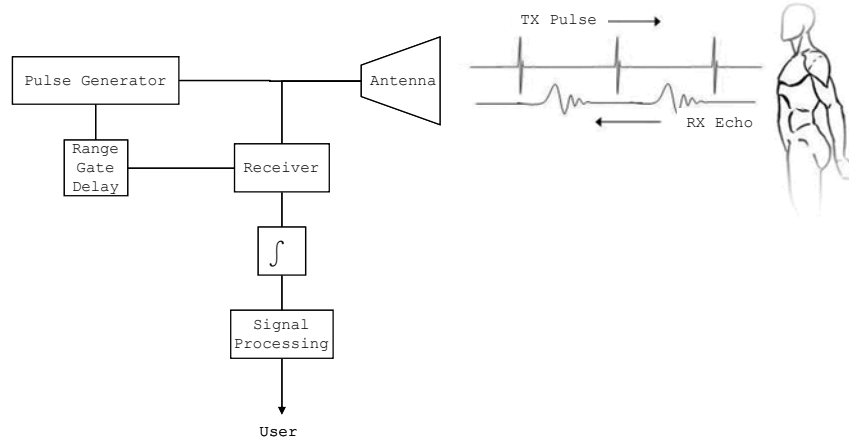 TX Pulse
Pulse Generator
Antenna
RX Echo
Range
Gate
Delay
Receiver
∫
Signal
Processing
User